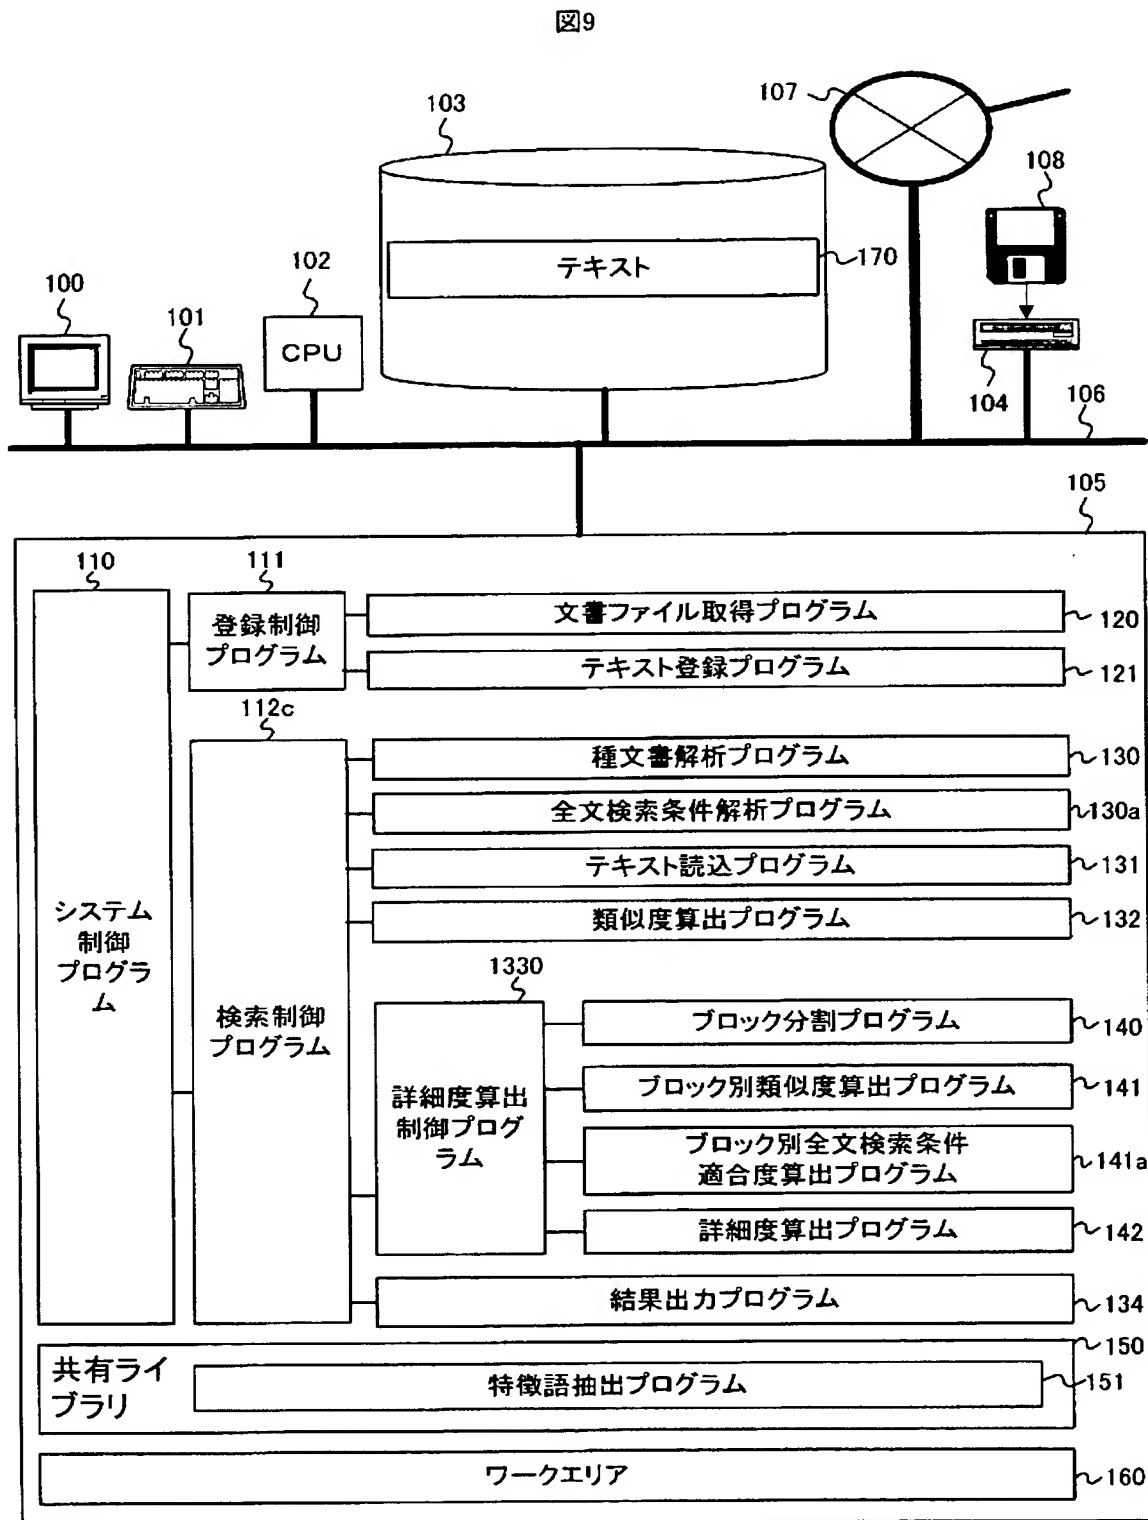 図9
107
103
108
テキスト
170
102
100
101
CPU
104
106
105
110
111
登録制御
プログラム
文書ファイル取得プログラム
120
テキスト登録プログラム
121
112c
種文書解析プログラム
130
全文検索条件解析プログラム
130a
テキスト読込プログラム
131
類似度算出プログラム
132
システム
制御
プログラ
ム
検索制御
プログラム
1330
詳細度算出
制御プログ
ラム
ブロック分割プログラム
140
ブロック別類似度算出プログラム
141
ブロック別全文検索条件
適合度算出プログラム
141a
詳細度算出プログラム
142
結果出力プログラム
134
150
共有ライ
ブラリ
特徴語抽出プログラム
151
ワークエリア
160